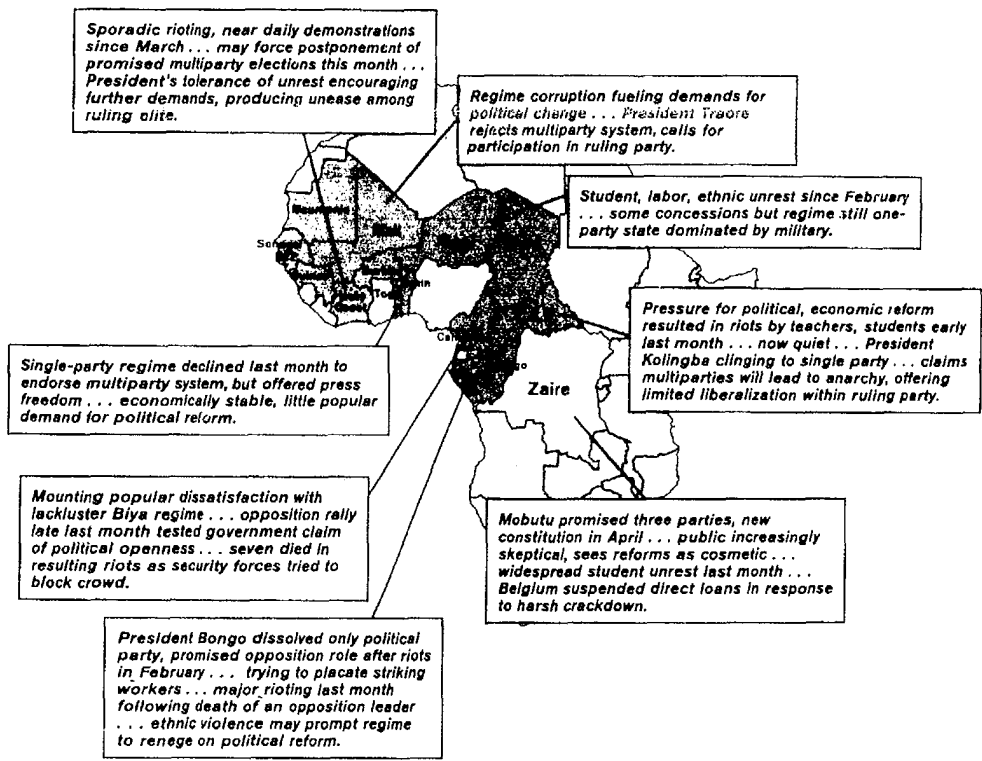 Sporadic rioting, near daily demonstrations
since March . . . may force postponement of
promised multiparty elections this month . . .
President's tolerance of unrest encouraging
further demands, producing unease among
ruling elite.
Regime corruption fueling demands for
political change . . . President Traore
rejects multiparty system, calls for
participation in ruling party.
Student, labor, ethnic unrest since February
. . . some concessions but regime still one-
party state dominated by military.
Pressure for political, economic reform
resulted in riots by teachers, students early
last month . . . now quiet . . . President
Kolingba clinging to single party . . . claims
multiparties will lead to anarchy, offering
limited liberalization within ruling party.
Mauritania
Mali
Zaire
Single-party regime declined last month to
endorse multiparty system, but offered press
freedom . . . economically stable, little popular
demand for political reform.
Mounting popular dissatisfaction with
lackluster Biya regime . . . opposition rally
late last month tested government claim
of political openness . . . seven died in
resulting riots as security forces tried to
block crowd.
Mobutu promised three parties, new
constitution in April . . . public increasingly
skeptical, sees reforms as cosmetic . . .
widespread student unrest last month . . .
Belgium suspended direct loans in response
to harsh crackdown.
President Bongo dissolved only political
party, promised opposition role after riots
in February . . . trying to placate striking
workers . . . major rioting last month
following death of an opposition leader
. . . ethnic violence may prompt regime
to renege on political reform.